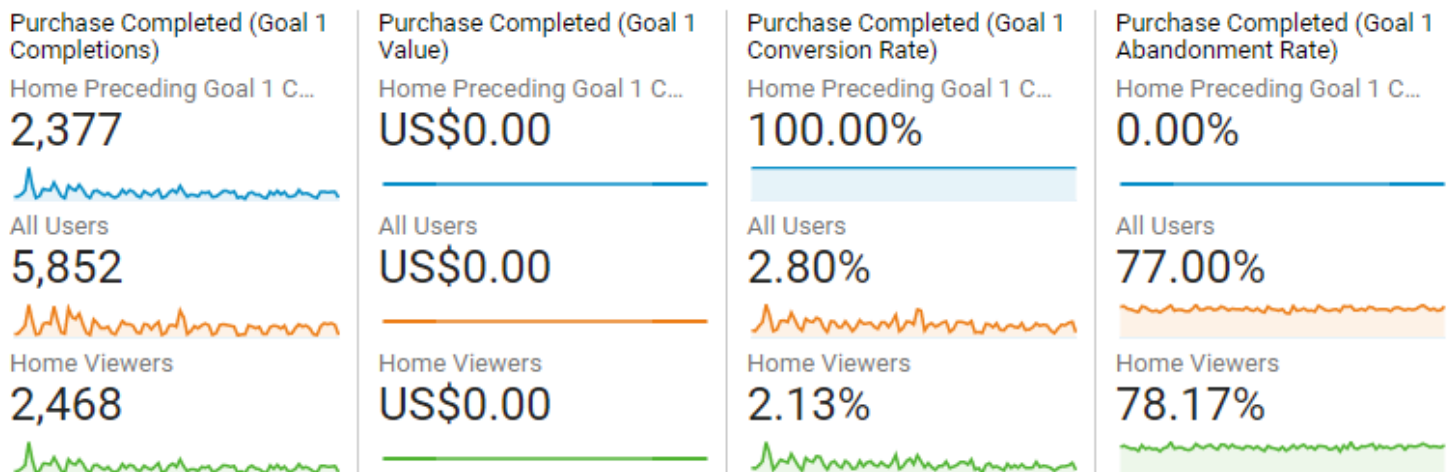 Purchase Completed (Goal 1
Completions)
Home Preceding Goal 1 C...
2,377
All Users
5,852
Home Viewers
2,468
Purchase Completed (Goal 1
Value)
Home Preceding Goal 1 C...
US$0.00
All Users
US$0.00
Home Viewers
US$0.00
Purchase Completed (Goal 1
Conversion Rate)
Home Preceding Goal 1 C...
100.00%
All Users
2.80%
Home Viewers
2.13%
Purchase Completed (Goal 1
Abandonment Rate)
Home Preceding Goal 1 C...
0.00%
All Users
77.00%
Home Viewers
78.17%